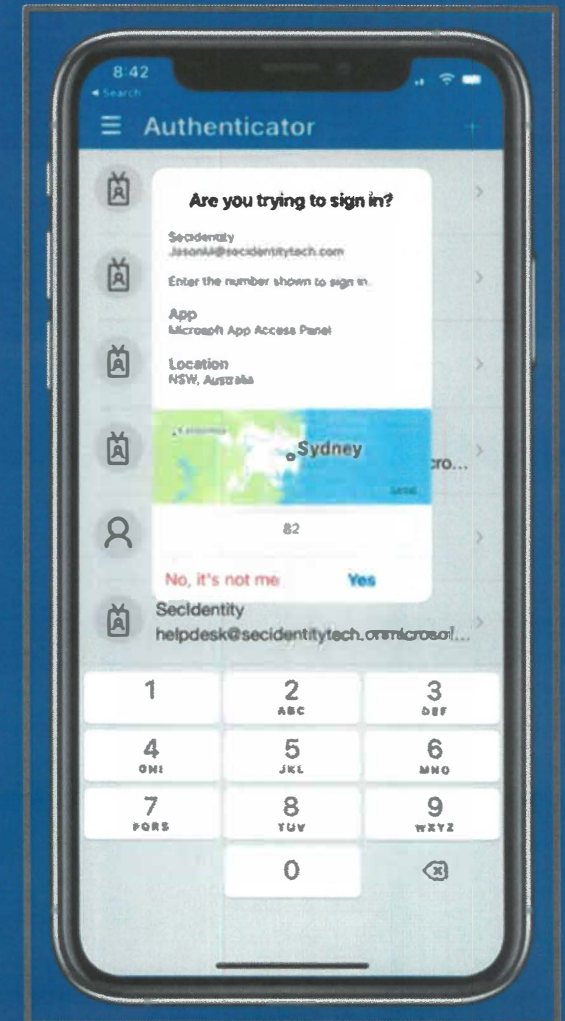 8:42
Search
Authenticator
Are you trying to sign in?
Secidentity
@secidentitytech.com
Enter the number shown to sign in.
App
Microsoft App Access Panel
Location
NSW, Australia
Sydney
cro...
82
No, it's not me Yes
SecIdentity
helpdesk@secidentitytech.onmicrosof...
1 2 3
ABC DEF
4 5 6
GHI JKL MNO
7 8 9
PQRS TUV WXYZ
0